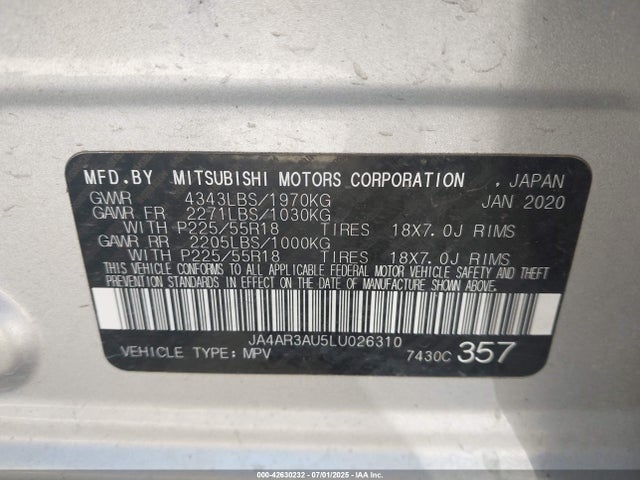 MFD.BY MITSUBISHI MOTORS CORPORATION , JAPAN
GVWR 4343LBS/1970KG JAN 2020
GAWR FR 2271LBS/1030KG
WITH P225/55R18 TIRES 18X7.0J RIMS
GAWR RR 2205LBS/1000KG
WITH P225/55R18 TIRES 18X7.0J RIMS
THIS VEHICLE CONFORMS TO ALL APPLICABLE FEDERAL MOTOR VEHICLE SAFETY AND THEFT
PREVENTION STANDARDS IN EFFECT ON THE DATE OF MANUFACTURE SHOWN ABOVE.
JA4AR3AU5LU026310
VEHICLE TYPE: MPV 7430C 357
000-42630232 - 07/01/2025 - IAAI.CA